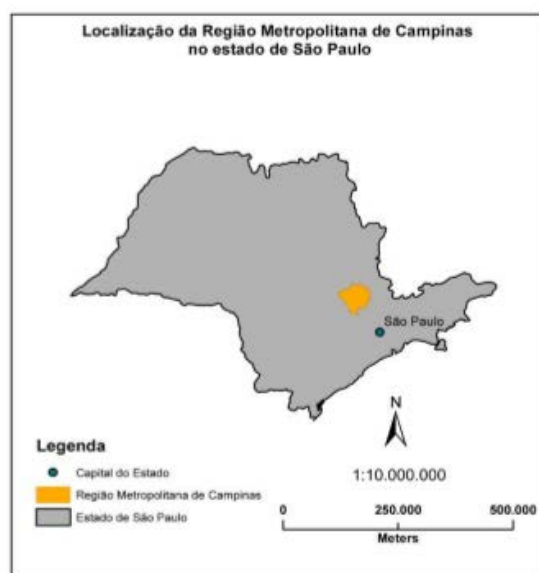 Localização da Região Metropolitana de Campinas
no estado de São Paulo
São Paulo
N
Legenda
Capital do Estado
Região Metropolitana de Campinas
Estado de São Paulo
1:10.000.000
0 250.000 500.000
Meters